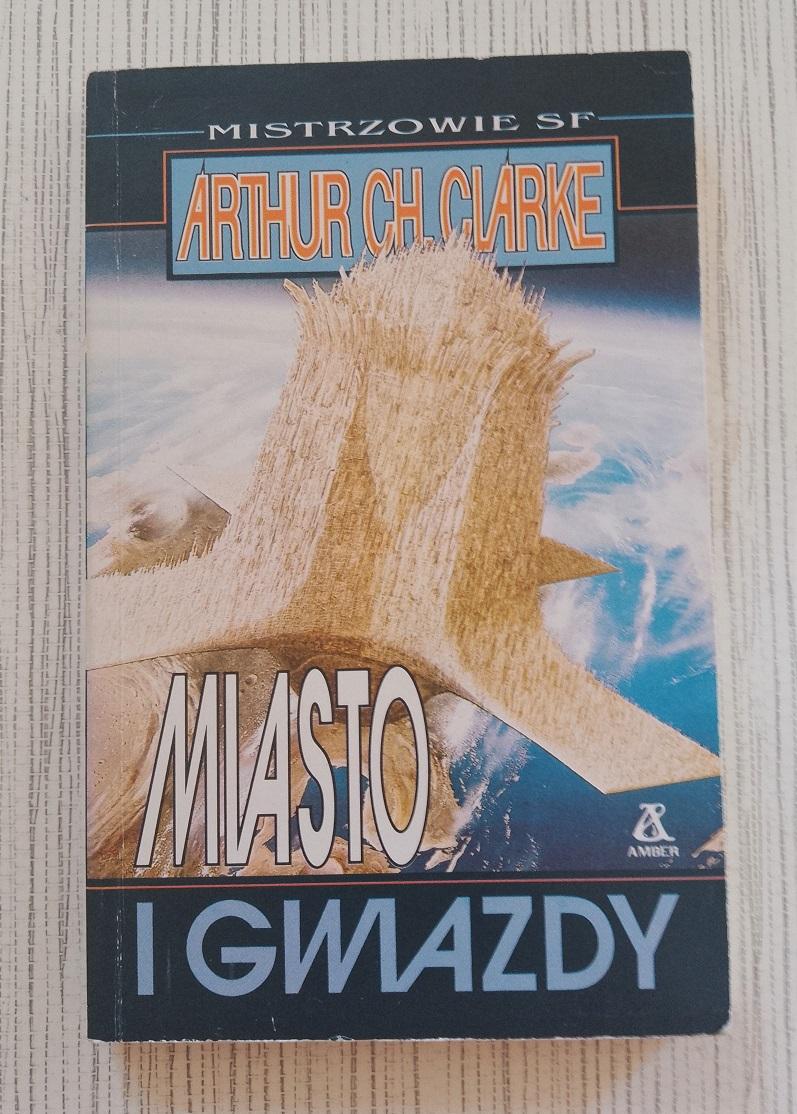 MISTRZOWIE SF
ARTHUR CH. CLARKE
MIASTO
AMBER
I GWIAZDY